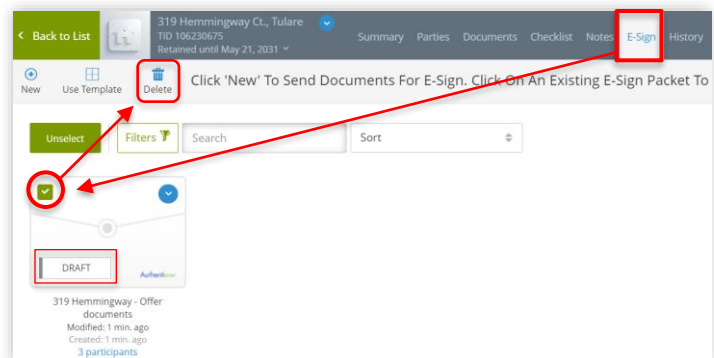 Back to List
319 Hemmingway Ct., Tulare
TID 106230675
Retained until May 21, 2031
Summary Parties Documents Checklist Notes E-Sign History
New Use Template Delete
Click 'New' To Send Documents For E-Sign. Click On An Existing E-Sign Packet To
Unselect Filters Search Sort
DRAFT
Authentisign
319 Hemmingway - Offer
documents
Modified: 1 min. ago
Created: 1 min. ago
3 participants